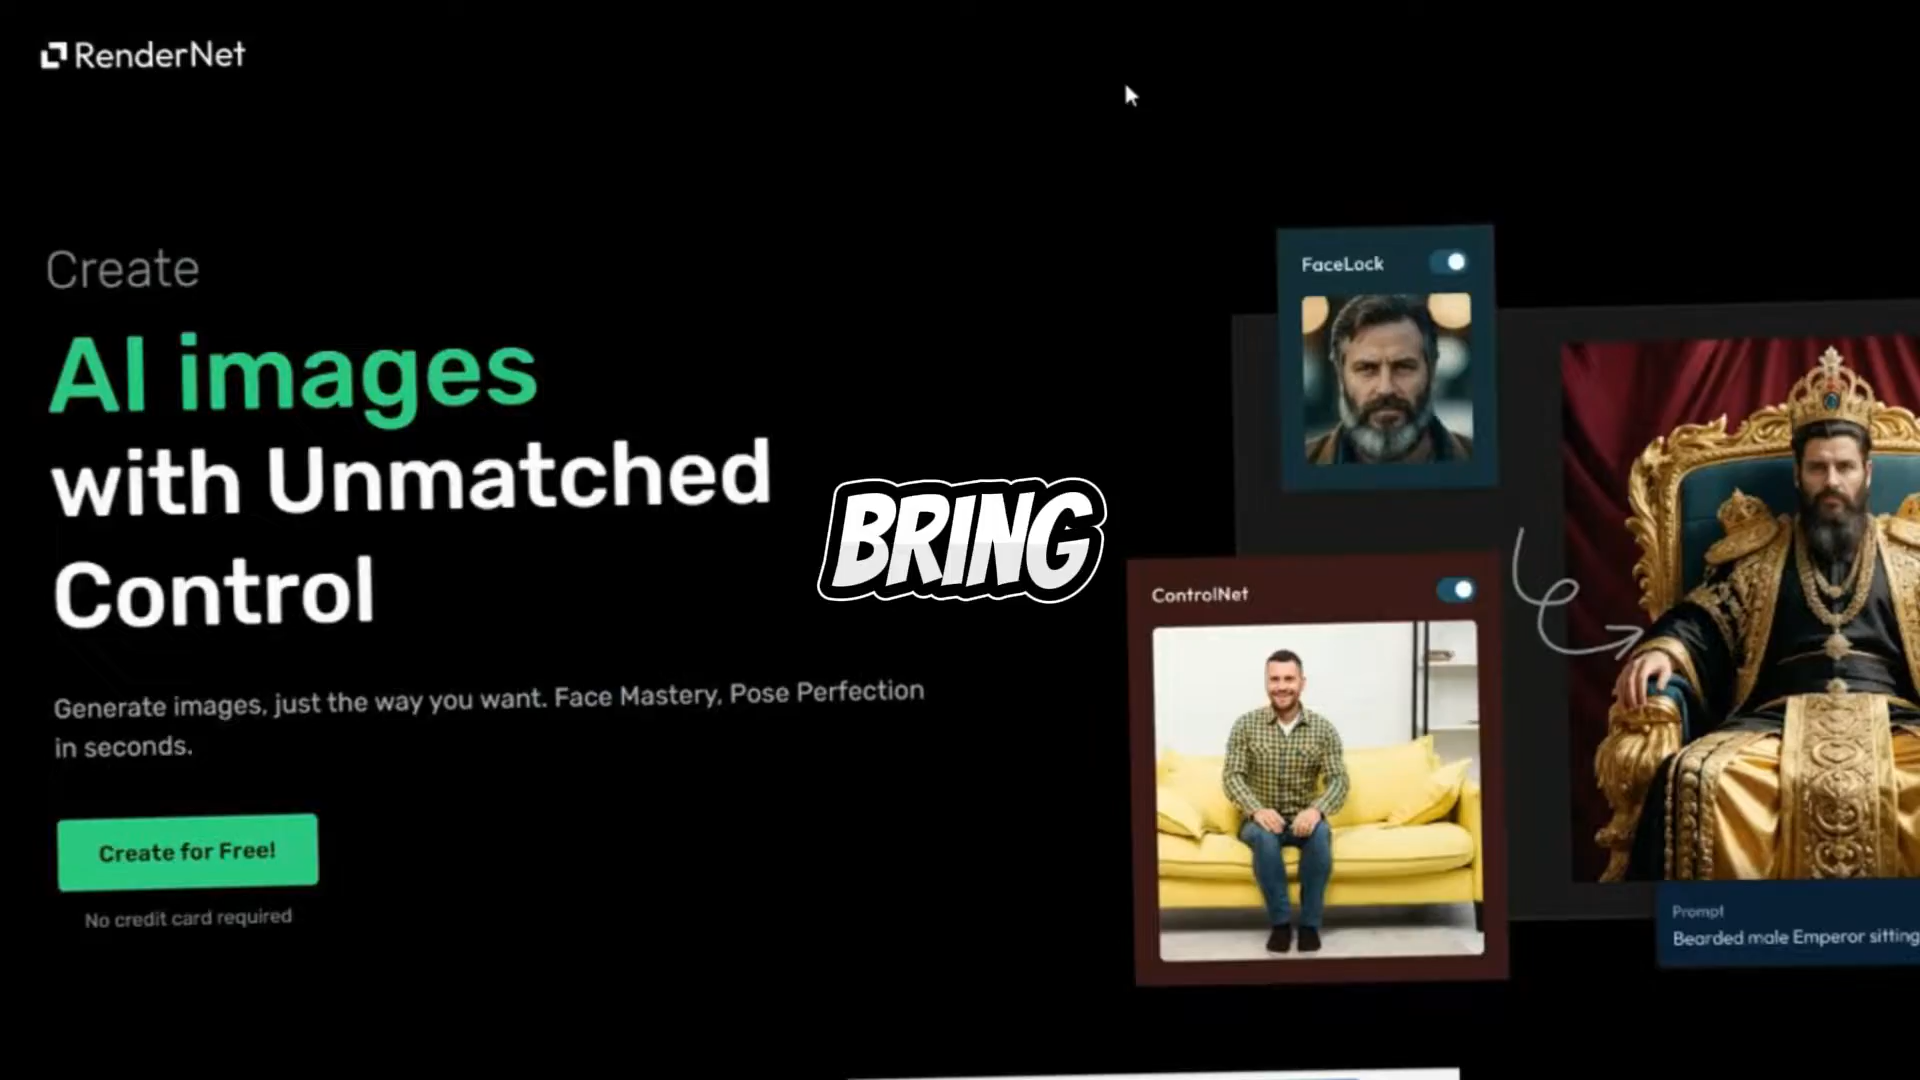 RenderNet
Create
AI images
with Unmatched
Control
Generate images, just the way you want. Face Mastery, Pose Perfection
in seconds.
Create for Free!
No credit card required
BRING
FaceLock
ControlNet
Prompt
Bearded male Emperor sitting